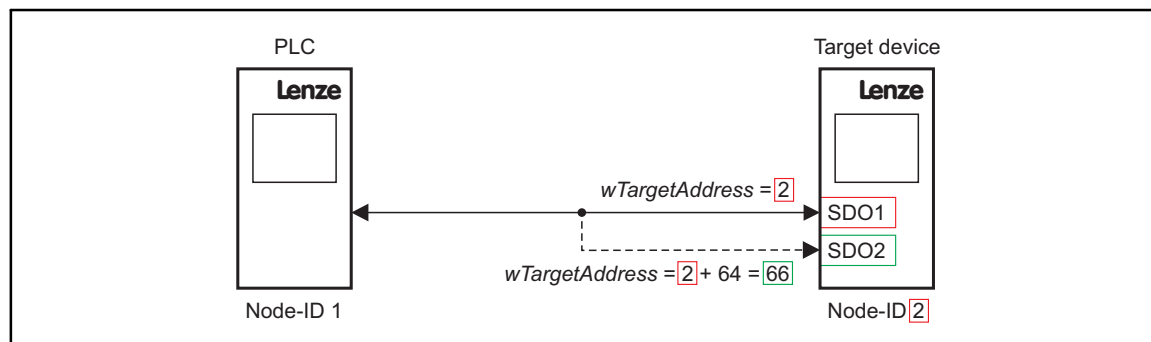 PLC
Target device
Lenze
Lenze
wTargetAddress = 2
SDO1
SDO2
wTargetAddress = 2 + 64 = 66
Node-ID 1
Node-ID 2